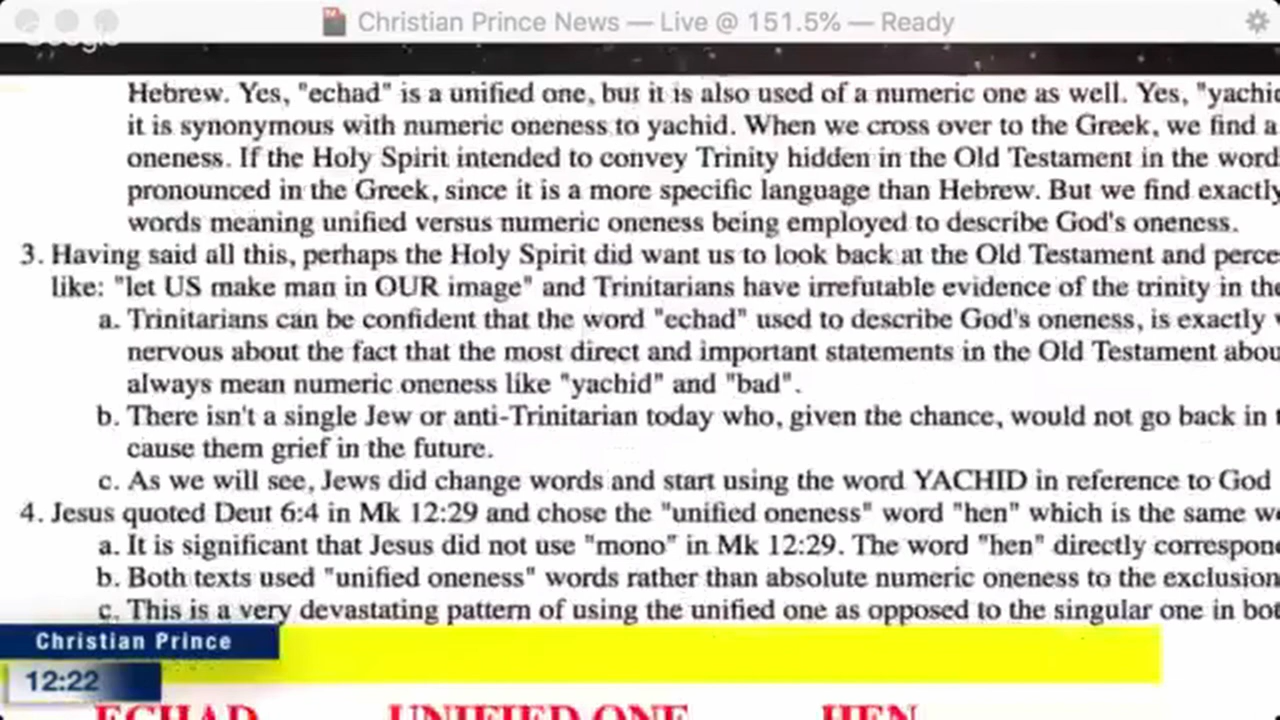 Christian Prince News — Live @ 151.5% — Ready
Google
Hebrew. Yes, "echad" is a unified one, but it is also used of a numeric one as well. Yes, "yachid
it is synonymous with numeric oneness to yachid. When we cross over to the Greek, we find a
oneness. If the Holy Spirit intended to convey Trinity hidden in the Old Testament in the word
pronounced in the Greek, since it is a more specific language than Hebrew. But we find exactly
words meaning unified versus numeric oneness being employed to describe God's oneness.
3. Having said all this, perhaps the Holy Spirit did want us to look back at the Old Testament and perce
like: "let US make man in OUR image" and Trinitarians have irrefutable evidence of the trinity in the
a. Trinitarians can be confident that the word "echad" used to describe God's oneness, is exactly
nervous about the fact that the most direct and important statements in the Old Testament abou
always mean numeric oneness like "yachid" and "bad".
b. There isn't a single Jew or anti-Trinitarian today who, given the chance, would not go back in
cause them grief in the future.
c. As we will see, Jews did change words and start using the word YACHID in reference to God
4. Jesus quoted Deut 6:4 in Mk 12:29 and chose the "unified oneness" word "hen" which is the same w
a. It is significant that Jesus did not use "mono" in Mk 12:29. The word "hen" directly correspon
b. Both texts used "unified oneness" words rather than absolute numeric oneness to the exclusion
c. This is a very devastating pattern of using the unified one as opposed to the singular one in bo
Christian Prince
12:22
ECHAD UNIFIED ONE HEN